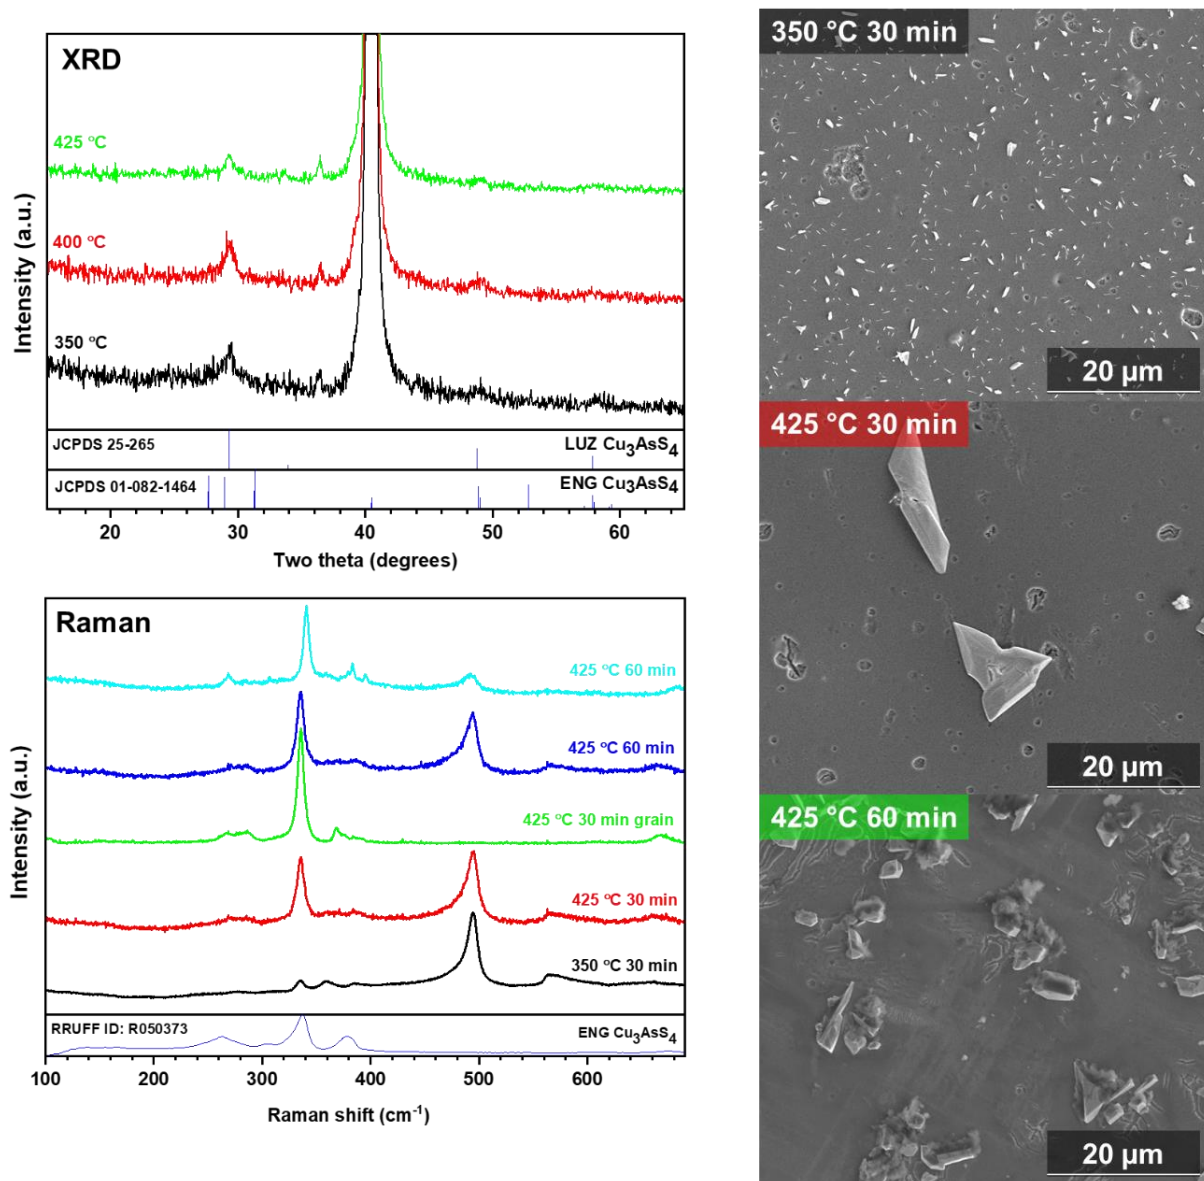 XRD
425 °C
400 °C
350 °C
JCPDS 25-265
LUZ Cu₃AsS₄
JCPDS 01-082-1464
ENG Cu₃AsS₄
20 30 40 50 60
Two theta (degrees)
Intensity (a.u.)
Raman
425 °C 60 min
425 °C 60 min
425 °C 30 min grain
425 °C 30 min
350 °C 30 min
RRUFF ID: R050373
ENG Cu₃AsS₄
100 200 300 400 500 600
Raman shift (cm⁻¹)
Intensity (a.u.)
350 °C 30 min
20 µm
425 °C 30 min
20 µm
425 °C 60 min
20 µm